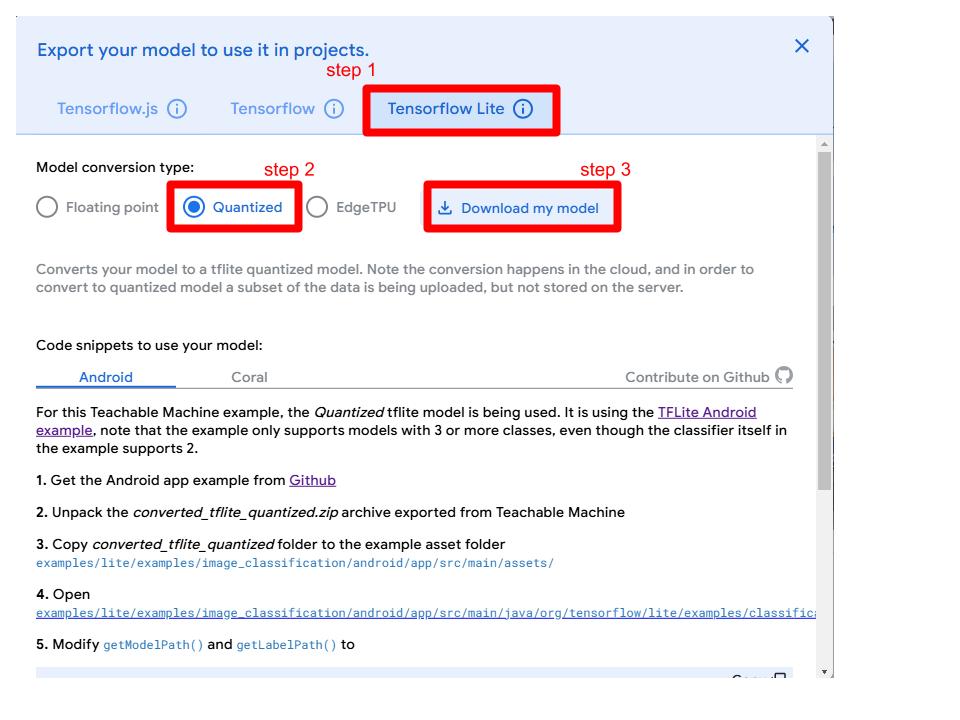 Export your model to use it in projects.
step 1
Tensorflow.js
Tensorflow
Tensorflow Lite
Model conversion type:
step 2
step 3
Floating point
Quantized
EdgeTPU
Download my model
Converts your model to a tflite quantized model. Note the conversion happens in the cloud, and in order to
convert to quantized model a subset of the data is being uploaded, but not stored on the server.
Code snippets to use your model:
Android
Coral
Contribute on Github
For this Teachable Machine example, the Quantized tflite model is being used. It is using the TFLite Android
example, note that the example only supports models with 3 or more classes, even though the classifier itself in
the example supports 2.
1. Get the Android app example from Github
2. Unpack the converted_tflite_quantized.zip archive exported from Teachable Machine
3. Copy converted_tflite_quantized folder to the example asset folder
examples/lite/examples/image_classification/android/app/src/main/assets/
4. Open
examples/lite/examples/image_classification/android/app/src/main/java/org/tensorflow/lite/examples/classific
5. Modify getModelPath() and getLabelPath() to